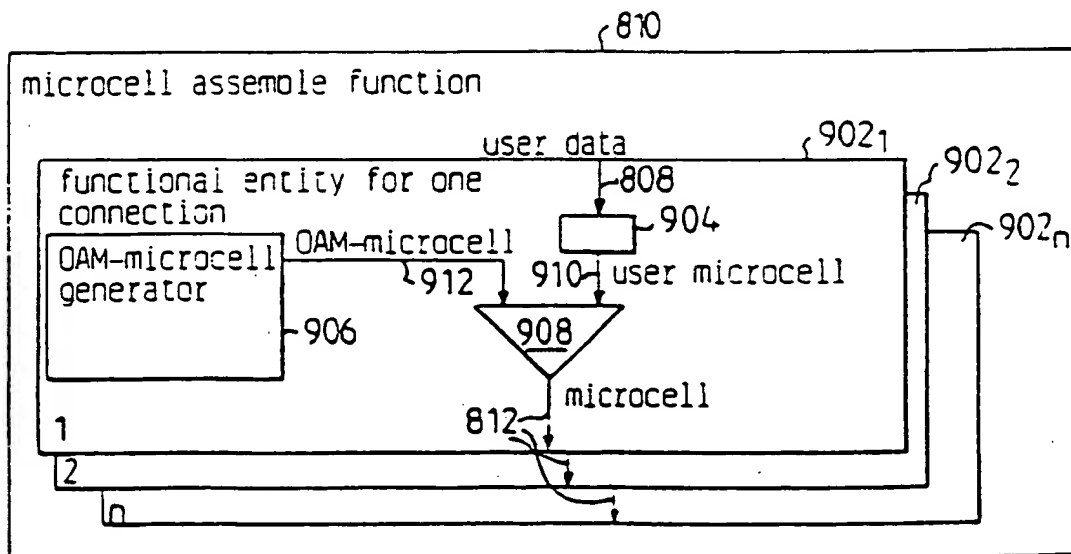 810
microcell assemole function
user data
902₁
functional entity for one
connection
808
902₂
904
902ₙ
OAM-microcell
OAM-microcell
generator
912
910
user microcell
906
908
microcell
812
1
2
n